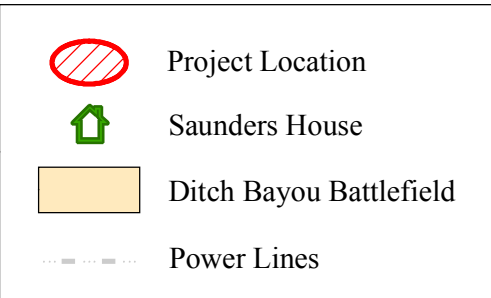 Project Location
Saunders House
Ditch Bayou Battlefield
Power Lines